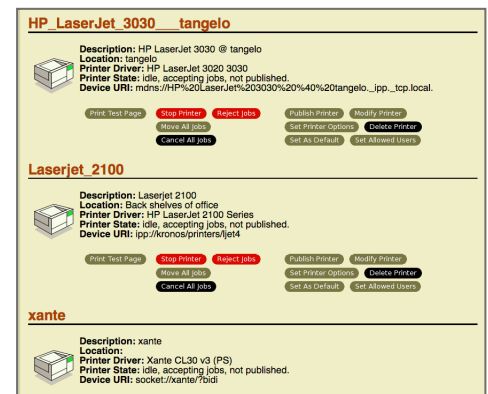 HP_LaserJet_3030___tangelo
Description: HP LaserJet 3030 @ tangelo
Location: tangelo
Printer Driver: HP LaserJet 3020 3030
Printer State: idle, accepting jobs, not published.
Device URI: mdns://HP%20LaserJet%203030%20%40%20tangelo._ipp._tcp.local.
Print Test Page Stop Printer Reject Jobs Publish Printer Modify Printer
Move All Jobs Set Printer Options Delete Printer
Cancel All Jobs Set As Default Set Allowed Users
Laserjet_2100
Description: Laserjet 2100
Location: Back shelves of office
Printer Driver: HP LaserJet 2100 Series
Printer State: idle, accepting jobs, not published.
Device URI: ipp://kronos/printers/ljet4
Print Test Page Stop Printer Reject Jobs Publish Printer Modify Printer
Move All Jobs Set Printer Options Delete Printer
Cancel All Jobs Set As Default Set Allowed Users
xante
Description: xante
Location:
Printer Driver: Xante CL30 v3 (PS)
Printer State: idle, accepting jobs, not published.
Device URI: socket://xante/?bidi